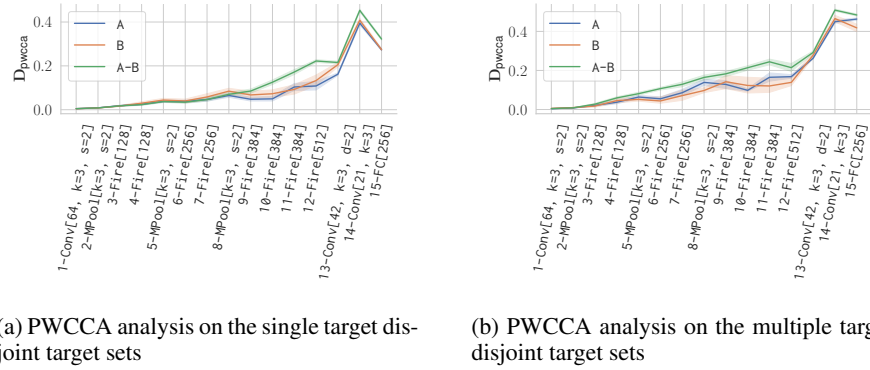 D_pwcca
0.4
0.2
0.0
A
B
A-B
1-Conv[64, k=3, s=2]
2-MPool[k=3, s=2]
3-Fire[128]
4-Fire[128]
5-MPool[k=3, s=2]
6-Fire[256]
7-Fire[256]
8-MPool[k=3, s=2]
9-Fire[384]
10-Fire[384]
11-Fire[384]
12-Fire[512]
13-Conv[42, k=3, d=2]
14-Conv[21, k=3]
15-FC[256]
(a) PWCCA analysis on the single target dis-
joint target sets
D_pwcca
0.4
0.2
0.0
A
B
A-B
1-Conv[64, k=3, s=2]
2-MPool[k=3, s=2]
3-Fire[128]
4-Fire[128]
5-MPool[k=3, s=2]
6-Fire[256]
7-Fire[256]
8-MPool[k=3, s=2]
9-Fire[384]
10-Fire[384]
11-Fire[384]
12-Fire[512]
13-Conv[42, k=3, d=2]
14-Conv[21, k=3]
15-FC[256]
(b) PWCCA analysis on the multiple targ
disjoint target sets